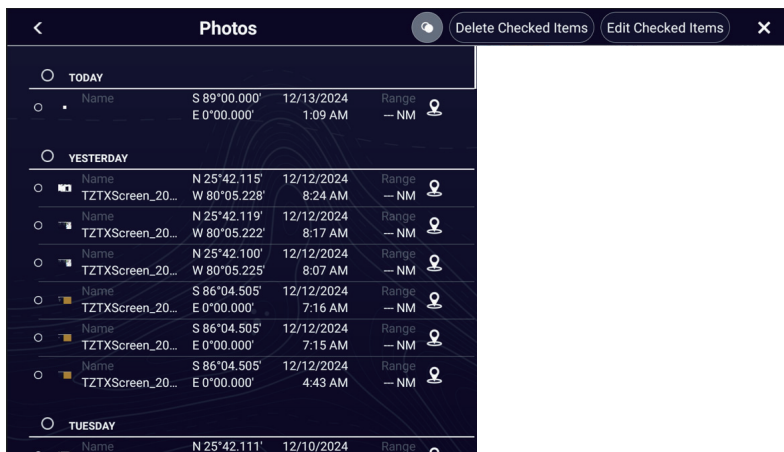 Photos
Delete Checked Items
Edit Checked Items
TODAY
Name S 89°00.000' 12/13/2024 Range
E 0°00.000' 1:09 AM --- NM
YESTERDAY
Name N 25°42.115' 12/12/2024 Range
TZTXScreen_20... W 80°05.228' 8:24 AM --- NM
Name N 25°42.119' 12/12/2024 Range
TZTXScreen_20... W 80°05.222' 8:17 AM --- NM
Name N 25°42.100' 12/12/2024 Range
TZTXScreen_20... W 80°05.225' 8:07 AM --- NM
Name S 86°04.505' 12/12/2024 Range
TZTXScreen_20... E 0°00.000' 7:16 AM --- NM
Name S 86°04.505' 12/12/2024 Range
TZTXScreen_20... E 0°00.000' 7:15 AM --- NM
Name S 86°04.505' 12/12/2024 Range
TZTXScreen_20... E 0°00.000' 4:43 AM --- NM
TUESDAY
Name N 25°42.111' 12/10/2024 Range